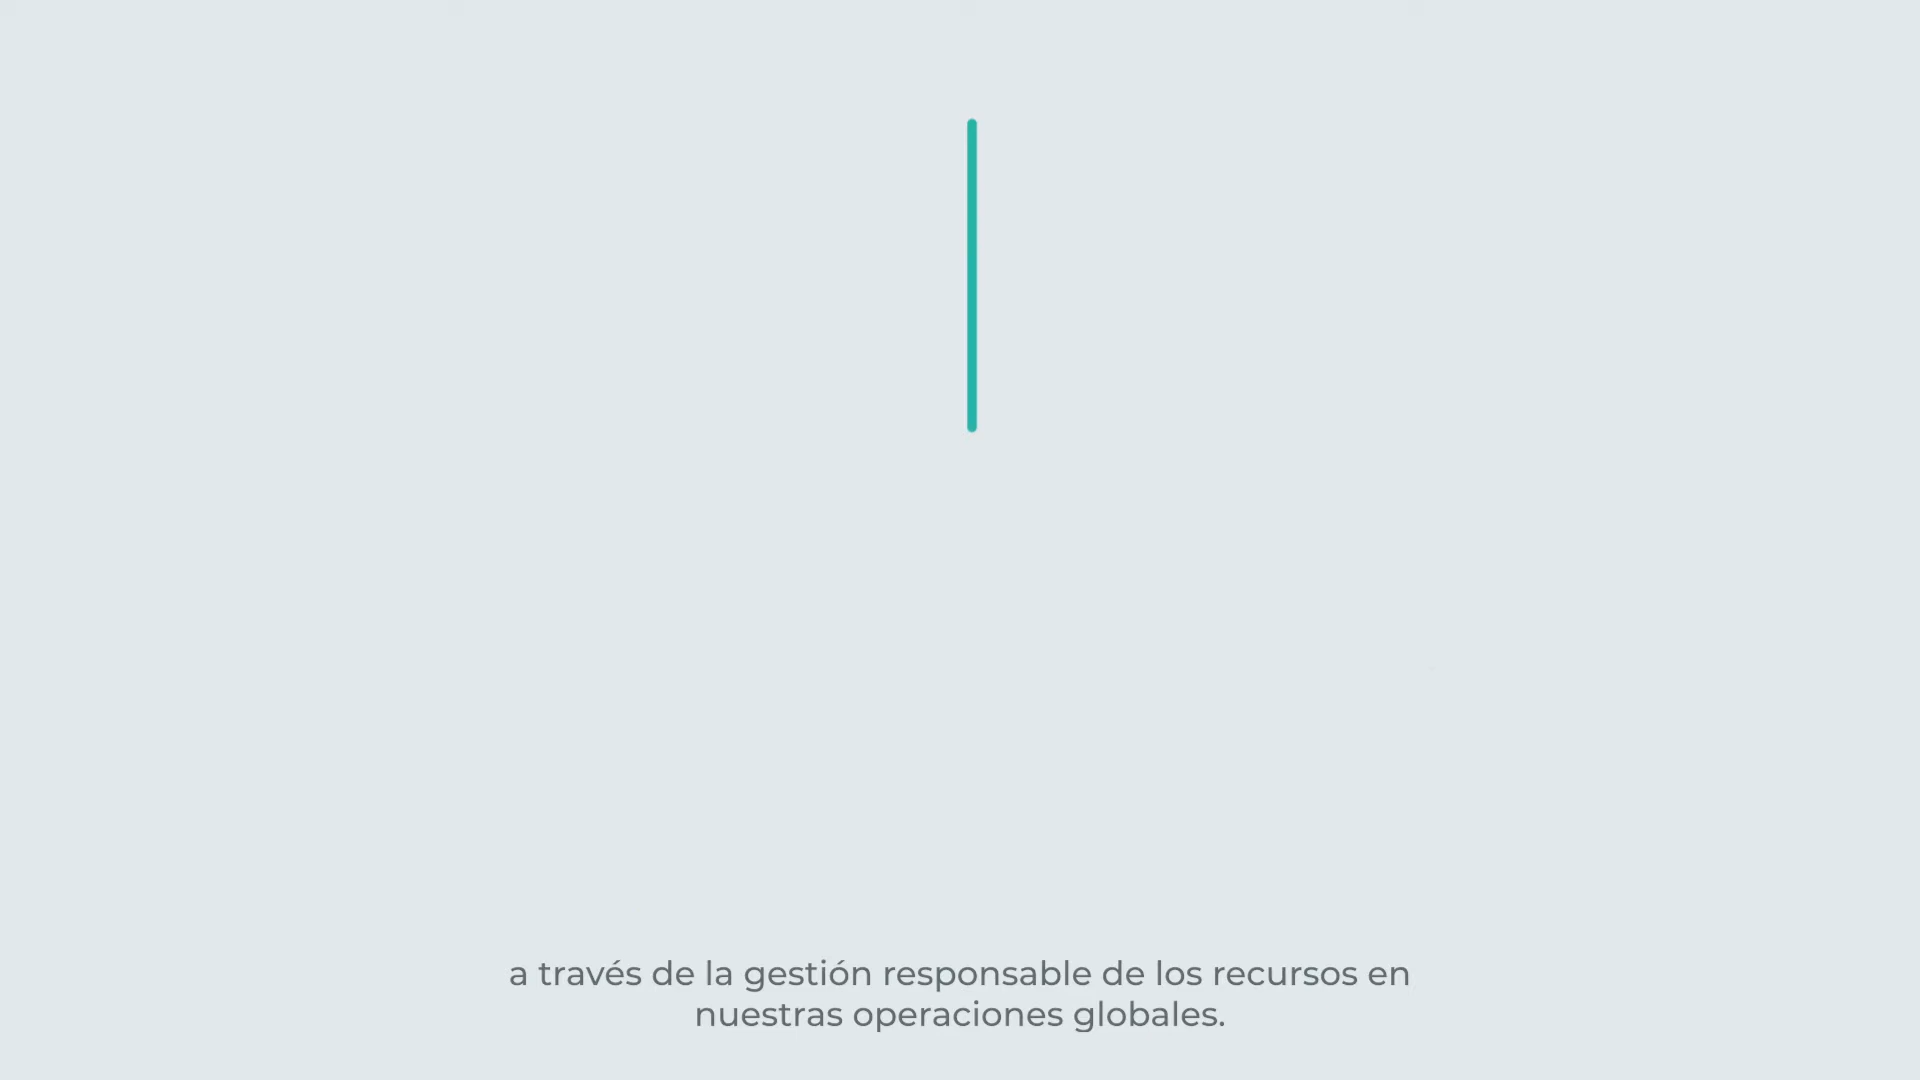 a través de la gestión responsable de los recursos en
nuestras operaciones globales.